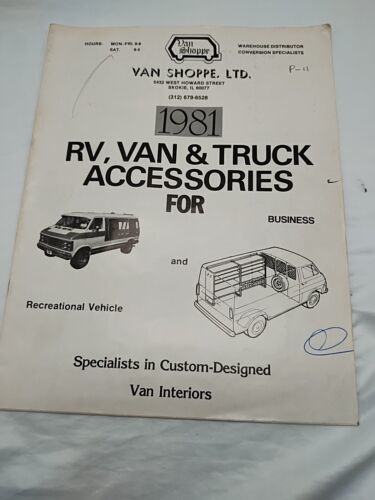 HOURS: MON.-FRI. 9-9
SAT. 9-5
Van
Shoppe
WAREHOUSE DISTRIBUTOR
CONVERSION SPECIALISTS
VAN SHOPPE, LTD.
5432 WEST HOWARD STREET
SKOKIE, IL 60077
(312) 679-6528
P-11
1981
RV, VAN & TRUCK
ACCESSORIES
FOR
BUSINESS
and
Recreational Vehicle
Specialists in Custom-Designed
Van Interiors